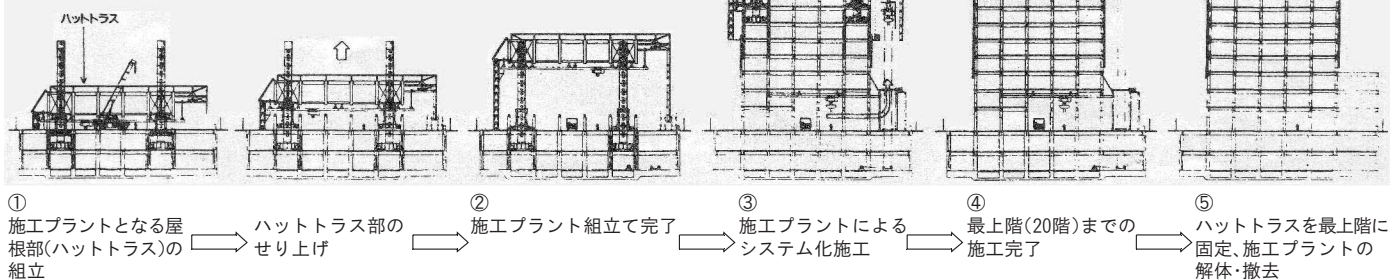 ハットトラス
①
施工プラントとなる屋
根部(ハットトラス)の
組立
ハットトラス部の
せり上げ
②
施工プラント組立て完了
③
施工プラントによる
システム化施工
④
最上階(20階)までの
施工完了
⑤
ハットトラスを最上階に
固定、施工プラントの
解体・撤去